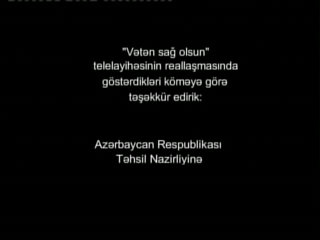 "Vətən sağ olsun"
telelayihəsinin reallaşmasında
göstərdikləri köməyə görə
təşəkkür edirik:
Azərbaycan Respublikası
Təhsil Nazirliyinə